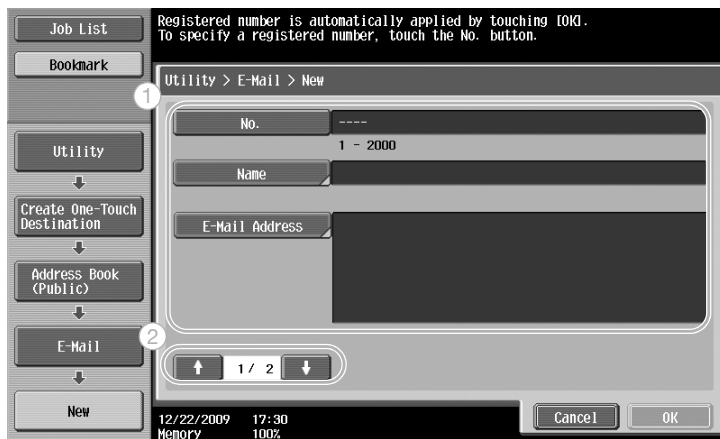 Job List
Bookmark
Registered number is automatically applied by touching [OK].
To specify a registered number, touch the No. button.
Utility > E-Mail > New
1
No.
----
1 - 2000
Name
E-Mail Address
Utility
Create One-Touch
Destination
Address Book
(Public)
E-Mail
New
2
1/ 2
12/22/2009 17:30
Memory 100%
Cancel
OK